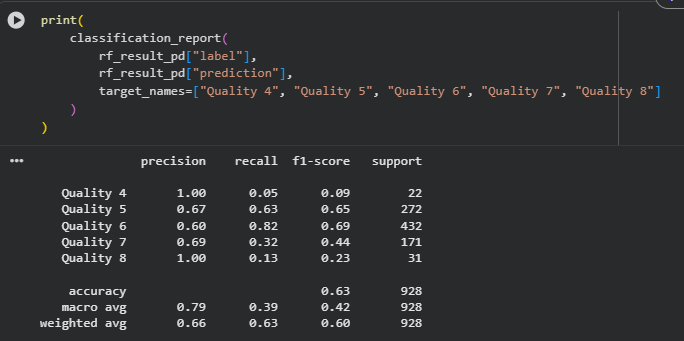 print(
    classification_report(
        rf_result_pd["label"],
        rf_result_pd["prediction"],
        target_names=["Quality 4", "Quality 5", "Quality 6", "Quality 7", "Quality 8"]
    )
)
              precision    recall  f1-score   support
   Quality 4       1.00      0.05      0.09        22
   Quality 5       0.67      0.63      0.65       272
   Quality 6       0.60      0.82      0.69       432
   Quality 7       0.69      0.32      0.44       171
   Quality 8       1.00      0.13      0.23        31
    accuracy                           0.63       928
   macro avg       0.79      0.39      0.42       928
weighted avg       0.66      0.63      0.60       928